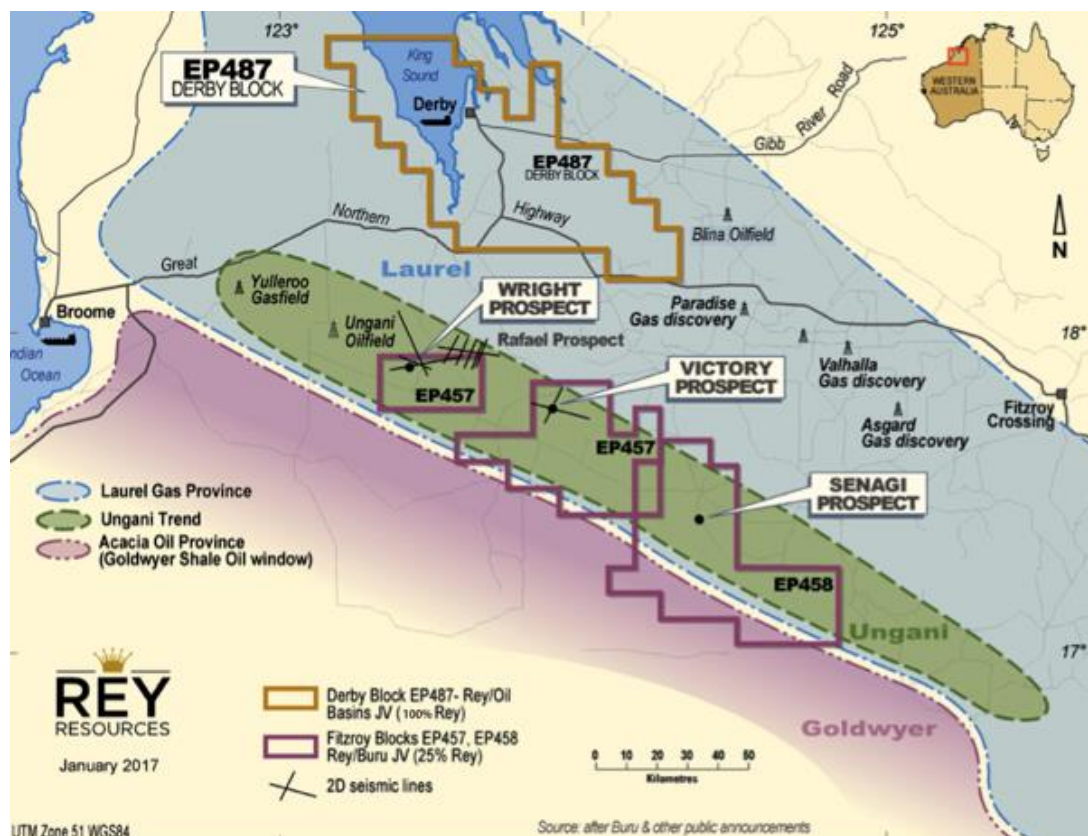 123°
125°
EP487
DERBY BLOCK
King
Sound
Derby
WESTERN
AUSTRALIA
Gibb River Road
EP487
DERBY BLOCK
Great Northern Highway
Blina Oilfield
N
Laurel
Yulleroo
Gasfield
WRIGHT
PROSPECT
Broome
Ungani
Oilfield
Rafael Prospect
Paradise
Gas discovery
18°
ndian
Ocean
EP457
VICTORY
PROSPECT
Valhalla
Gas discovery
Fitzroy
Crossing
Asgard
Gas discovery
EP457
SENAGI
PROSPECT
Laurel Gas Province
Ungani Trend
Acacia Oil Province
(Goldwyer Shale Oil window)
EP458
Ungani
17°
Goldwyer
REY
RESOURCES
January 2017
Derby Block EP487- Rey/Oil
Basins JV (100% Rey)
Fitzroy Blocks EP457, EP458
Rey/Buru JV (25% Rey)
2D seismic lines
0 10 20 30 40 50
Kilometres
UTM Zone 51 WGS84
Source: after Buru & other public announcements